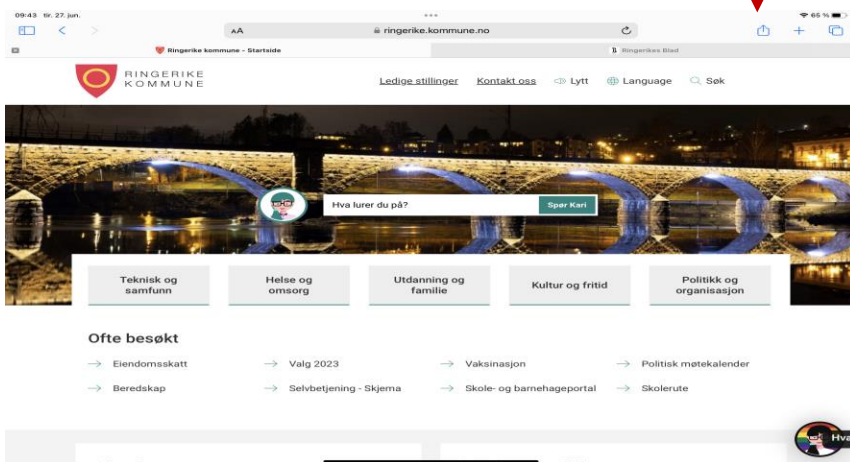 09:43 tir. 27. jun.
65 %
AA ringerike.kommune.no
Ringerike kommune - Startside
Ringerikes Blad
RINGERIKE
KOMMUNE
Ledige stillinger Kontakt oss Lytt Language Søk
Hva lurer du på? Spør Kari
Teknisk og
samfunn
Helse og
omsorg
Utdanning og
familie
Kultur og fritid
Politikk og
organisasjon
Ofte besøkt
Eiendomsskatt Valg 2023 Vaksinasjon Politisk møtekalender
Beredskap Selvbetjening - Skjema Skole- og barnehageportal Skolerute
Hva